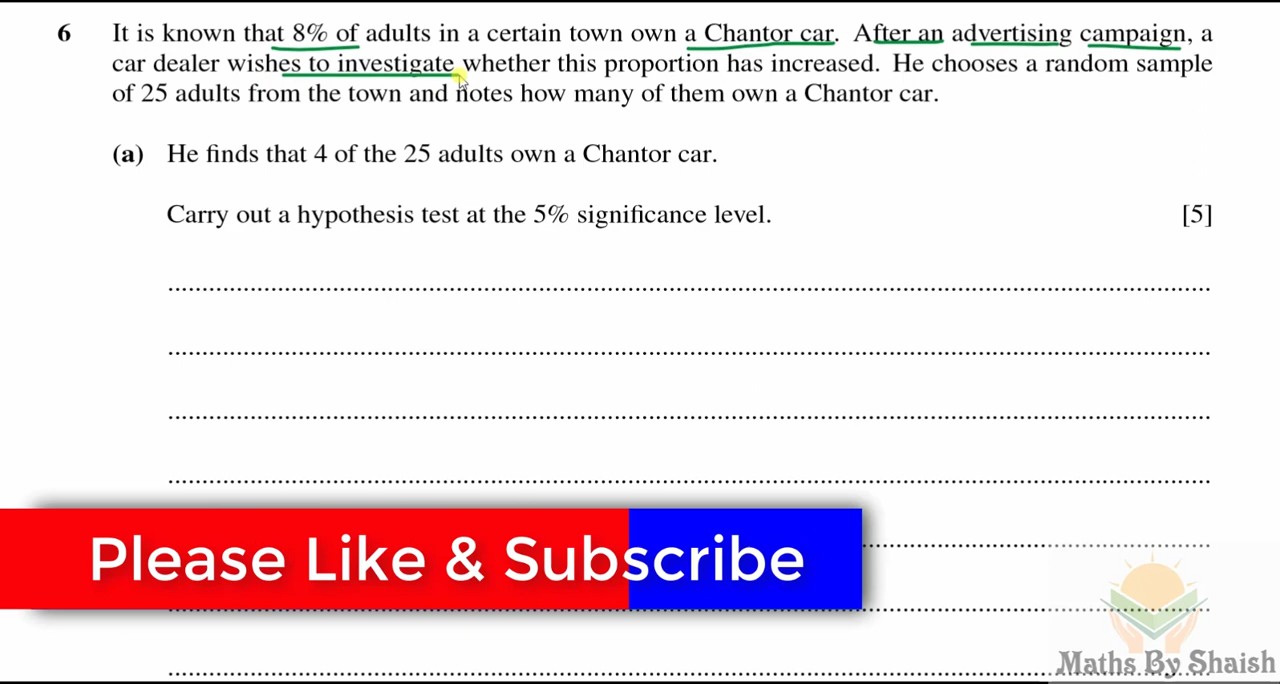 6 It is known that 8% of adults in a certain town own a Chantor car. After an advertising campaign, a
car dealer wishes to investigate whether this proportion has increased. He chooses a random sample
of 25 adults from the town and notes how many of them own a Chantor car.
(a) He finds that 4 of the 25 adults own a Chantor car.
Carry out a hypothesis test at the 5% significance level. [5]
Please Like & Subscribe
Maths By Shaish